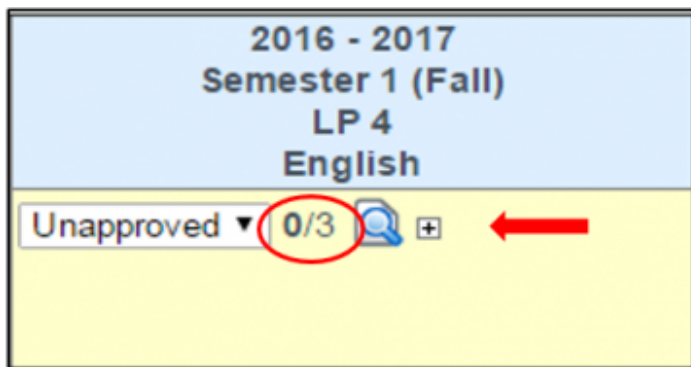 2016 - 2017
Semester 1 (Fall)
LP 4
English
Unapproved 0/3